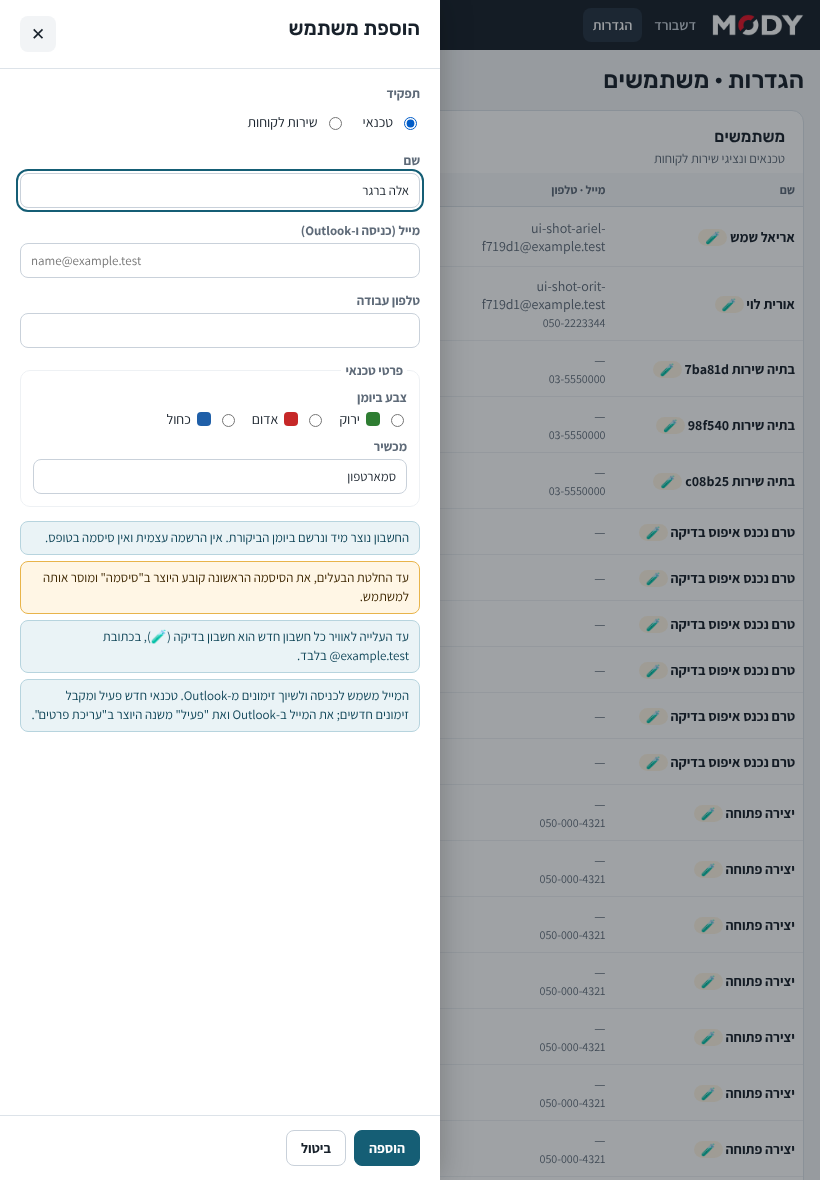 MODY
דשבורד
הגדרות
הגדרות • משתמשים
משתמשים
טכנאים ונציגי שירות לקוחות
שם
מייל · טלפון
אריאל שמש
ui-shot-ariel-
f719d1@example.test
אורית לוי
ui-shot-orit-
f719d1@example.test
050-2223344
בתיה שירות 7ba81d
—
03-5550000
בתיה שירות 98f540
—
03-5550000
בתיה שירות c08b25
—
03-5550000
טרם נכנס איפוס בדיקה
—
טרם נכנס איפוס בדיקה
—
טרם נכנס איפוס בדיקה
—
טרם נכנס איפוס בדיקה
—
טרם נכנס איפוס בדיקה
—
טרם נכנס איפוס בדיקה
—
יצירה פתוחה
—
050-000-4321
יצירה פתוחה
—
050-000-4321
יצירה פתוחה
—
050-000-4321
יצירה פתוחה
—
050-000-4321
יצירה פתוחה
—
050-000-4321
יצירה פתוחה
—
050-000-4321
יצירה פתוחה
—
050-000-4321
הוספת משתמש
✕
תפקיד
טכנאי
שירות לקוחות
שם
אלה ברגר
מייל (כניסה ו-Outlook)
name@example.test
טלפון עבודה
פרטי טכנאי
צבע ביומן
ירוק
אדום
כחול
מכשיר
סמארטפון
החשבון נוצר מיד ונרשם ביומן הביקורת. אין הרשמה עצמית ואין סיסמה בטופס.
עד החלטת הבעלים, את הסיסמה הראשונה קובע היוצר ב"סיסמה" ומוסר אותה
למשתמש.
עד העלייה לאוויר כל חשבון חדש הוא חשבון בדיקה (🧪), בכתובת
@example.test בלבד.
המייל משמש לכניסה ולשיוך זימונים מ-Outlook. טכנאי חדש פעיל ומקבל
זימונים חדשים; את המייל ב-Outlook ואת "פעיל" משנה היוצר ב"עריכת פרטים".
הוספה
ביטול